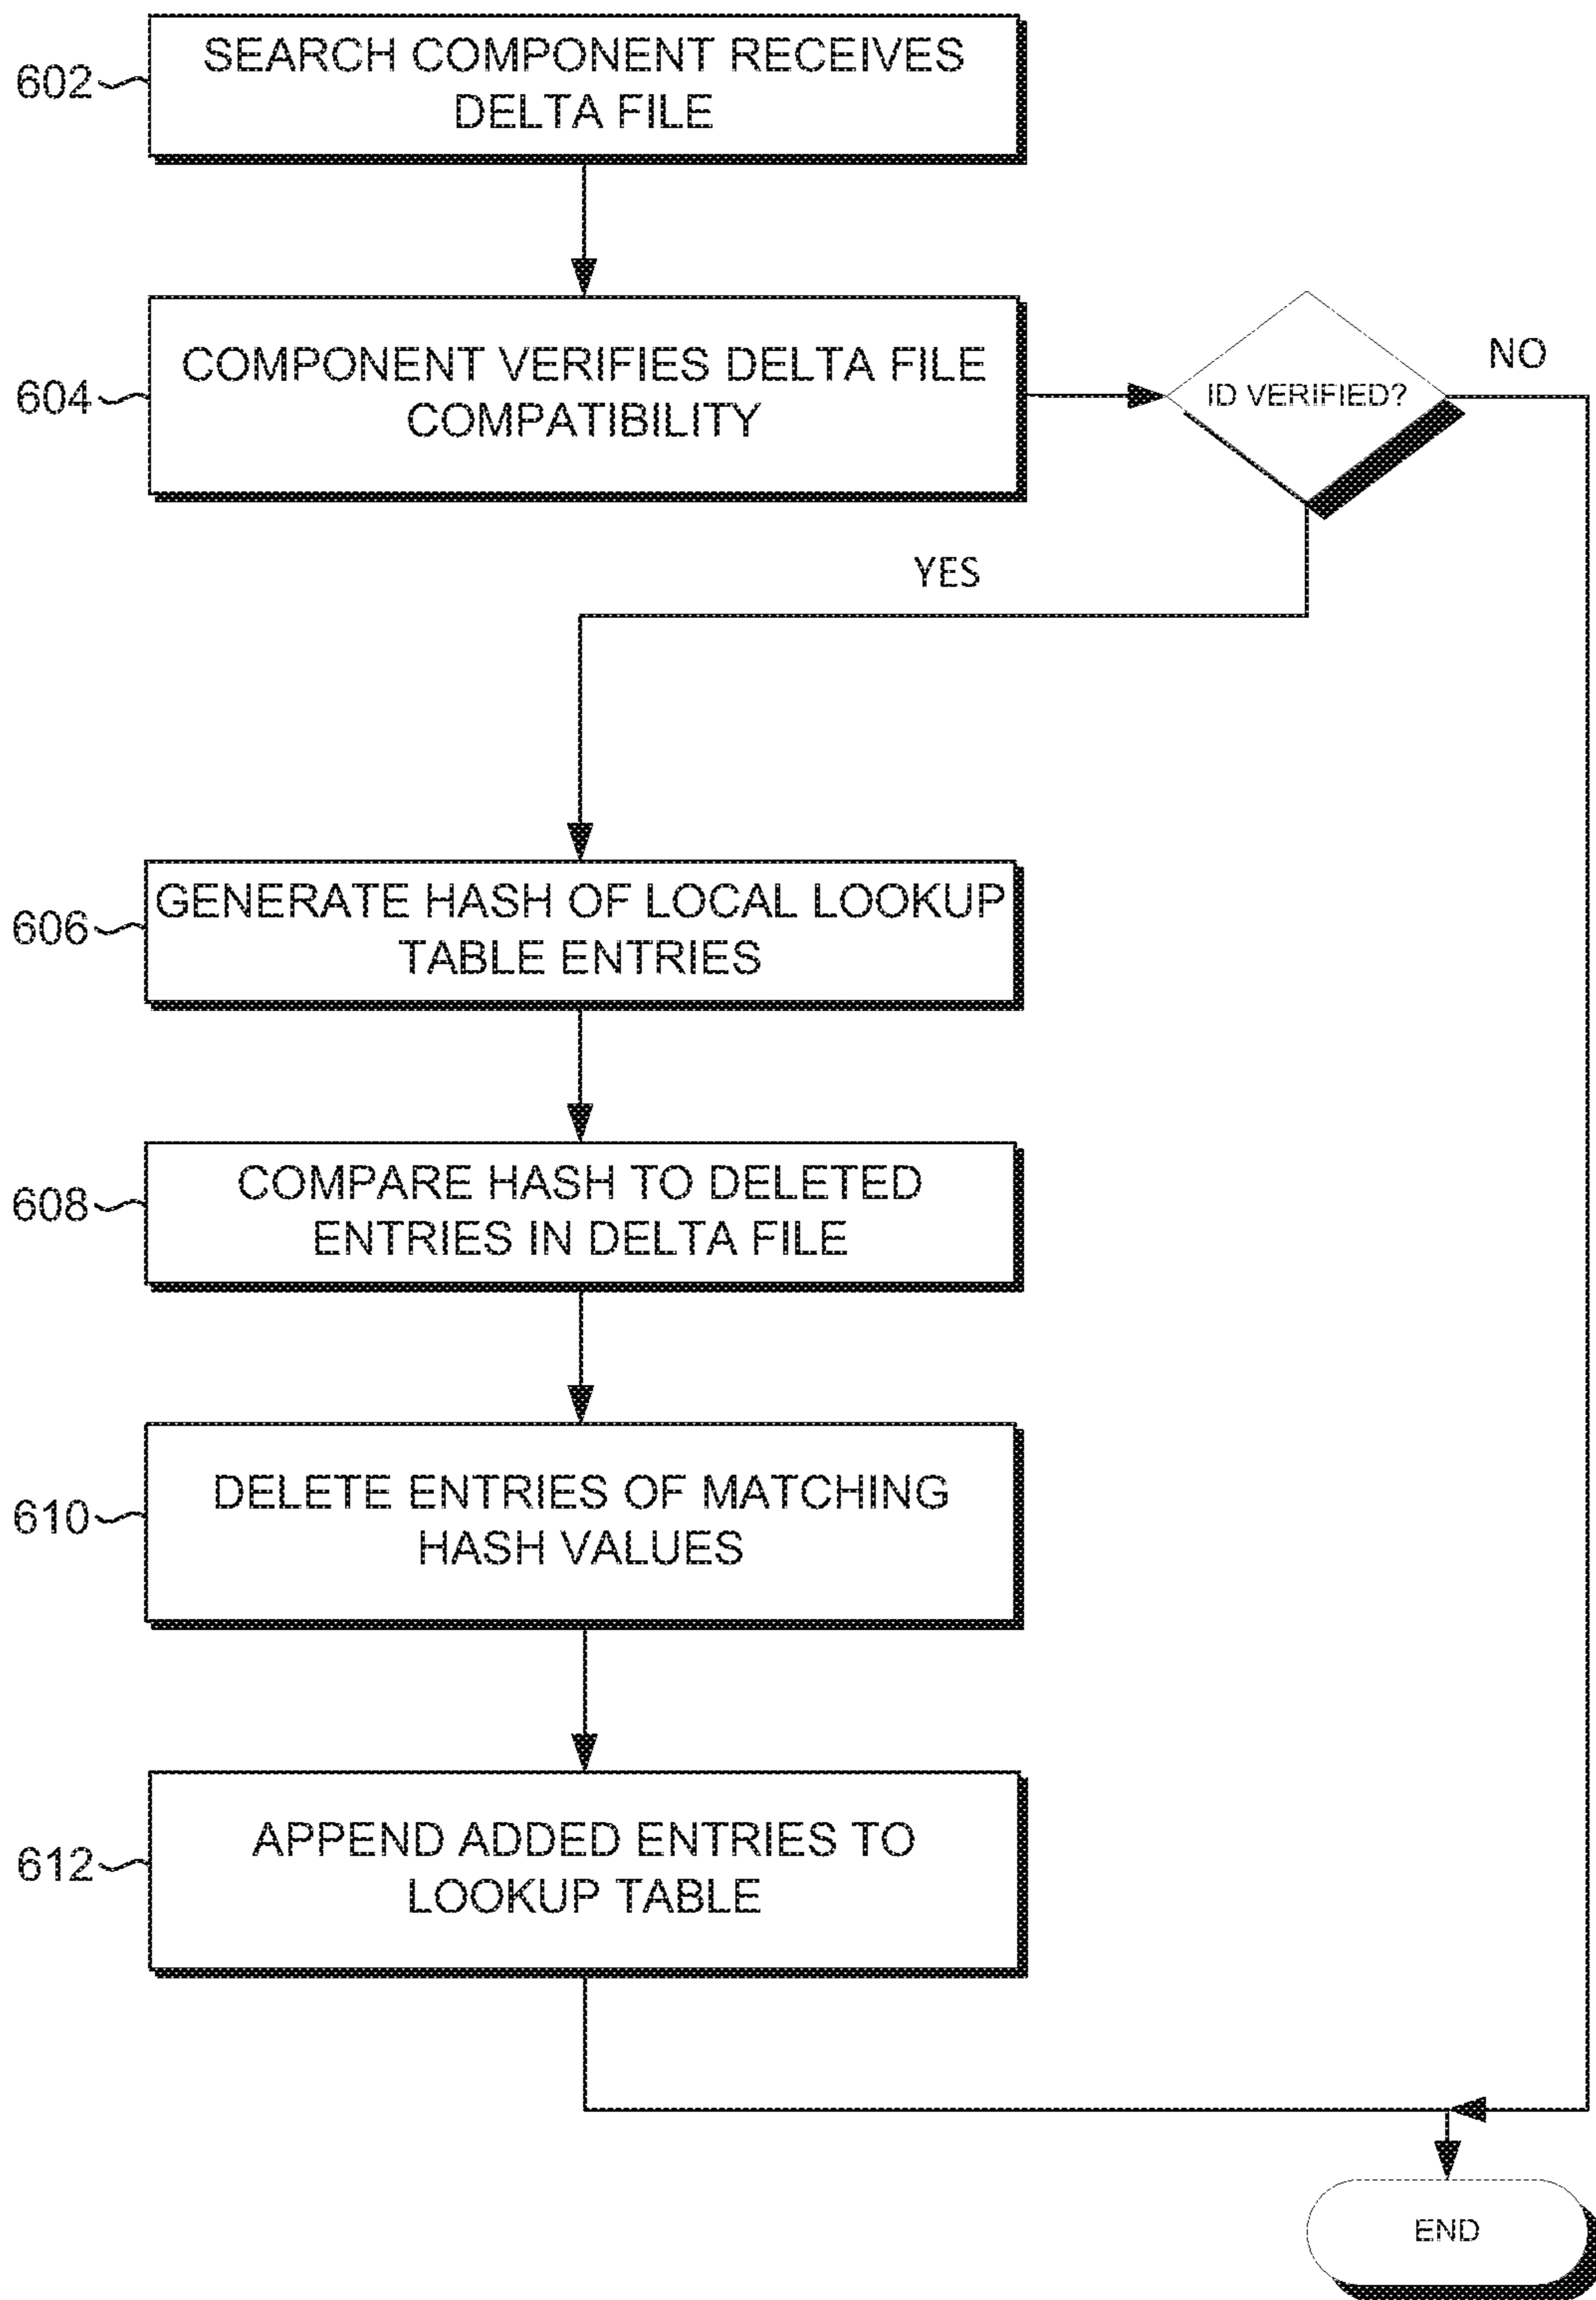 SEARCH COMPONENT RECEIVES
DELTA FILE
602
COMPONENT VERIFIES DELTA FILE
COMPATIBILITY
604
ID VERIFIED?
NO
YES
GENERATE HASH OF LOCAL LOOKUP
TABLE ENTRIES
606
COMPARE HASH TO DELETED
ENTRIES IN DELTA FILE
608
DELETE ENTRIES OF MATCHING
HASH VALUES
610
APPEND ADDED ENTRIES TO
LOOKUP TABLE
612
END